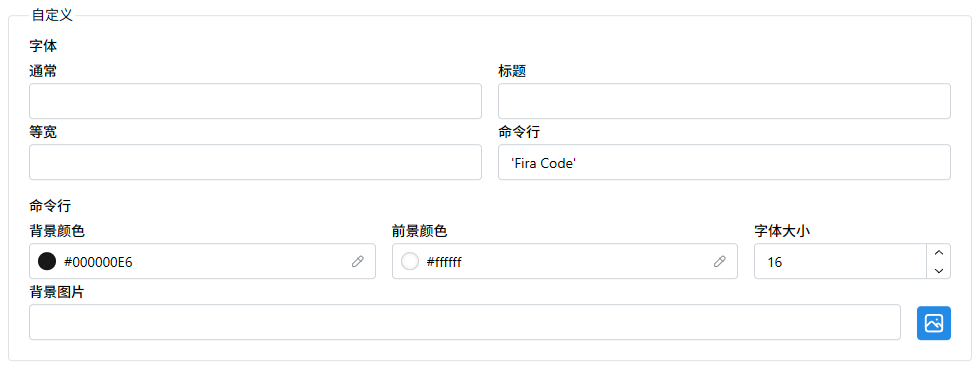 自定义
字体
通常 标题
等宽 命令行
'Fira Code'
命令行
背景颜色 前景颜色 字体大小
#000000E6 #ffffff 16
背景图片